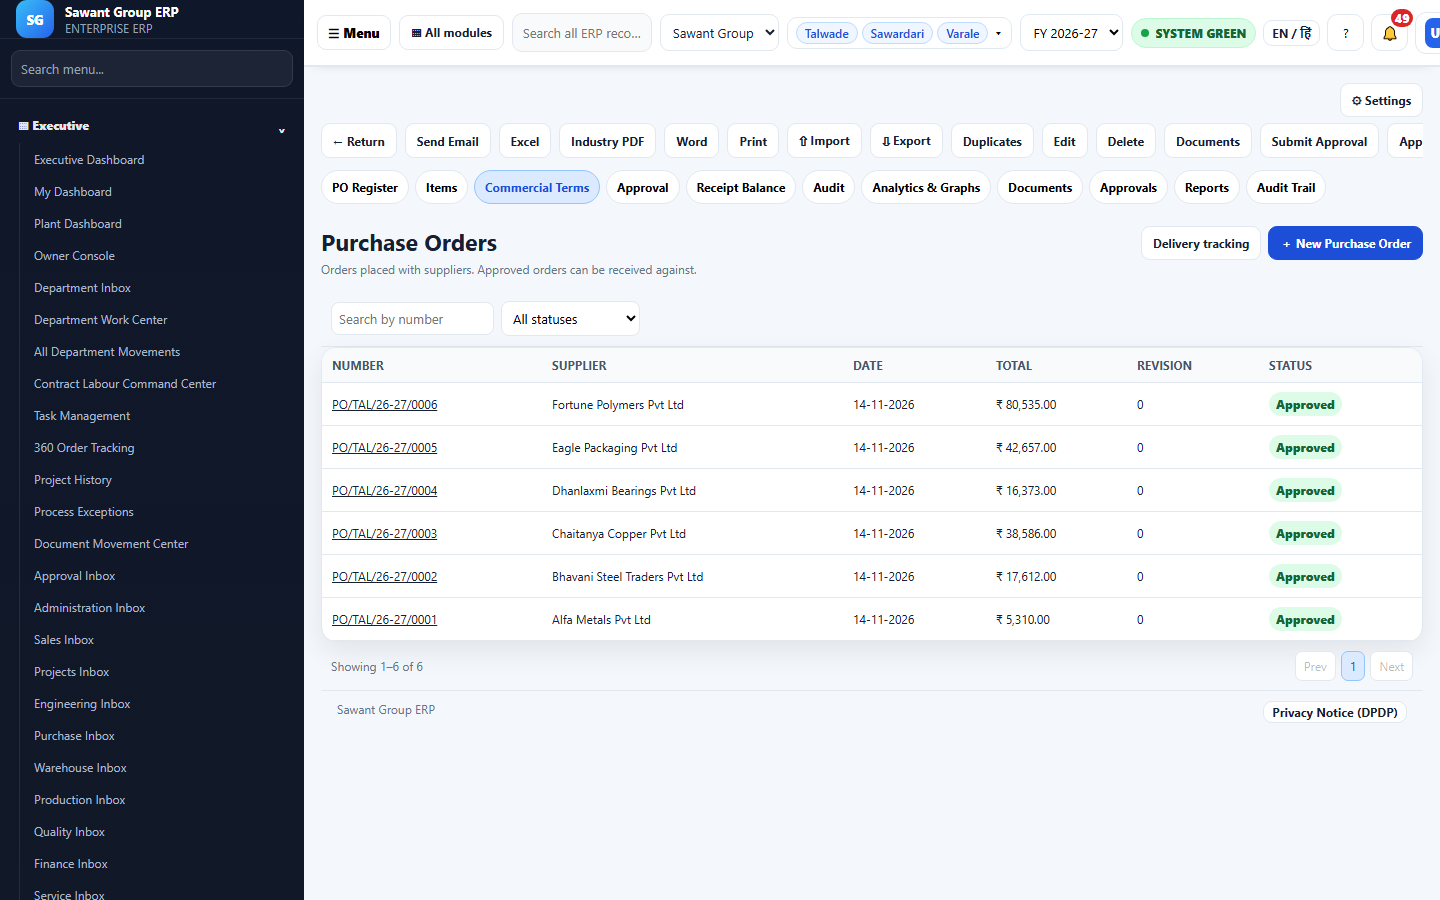 SG
Sawant Group ERP
ENTERPRISE ERP
Search menu...
Executive
Executive Dashboard
My Dashboard
Plant Dashboard
Owner Console
Department Inbox
Department Work Center
All Department Movements
Contract Labour Command Center
Task Management
360 Order Tracking
Project History
Process Exceptions
Document Movement Center
Approval Inbox
Administration Inbox
Sales Inbox
Projects Inbox
Engineering Inbox
Purchase Inbox
Warehouse Inbox
Production Inbox
Quality Inbox
Finance Inbox
Service Inbox
☰ Menu All modules Search all ERP reco... Sawant Group Talwade Sawardari Varale FY 2026-27 SYSTEM GREEN EN / हिं ? 49 U
Settings
← Return Send Email Excel Industry PDF Word Print ⇧ Import ⇩ Export Duplicates Edit Delete Documents Submit Approval App
PO Register Items Commercial Terms Approval Receipt Balance Audit Analytics & Graphs Documents Approvals Reports Audit Trail
Purchase Orders Delivery tracking + New Purchase Order
Orders placed with suppliers. Approved orders can be received against.
Search by number All statuses
NUMBER SUPPLIER DATE TOTAL REVISION STATUS
PO/TAL/26-27/0006 Fortune Polymers Pvt Ltd 14-11-2026 ₹ 80,535.00 0 Approved
PO/TAL/26-27/0005 Eagle Packaging Pvt Ltd 14-11-2026 ₹ 42,657.00 0 Approved
PO/TAL/26-27/0004 Dhanlaxmi Bearings Pvt Ltd 14-11-2026 ₹ 16,373.00 0 Approved
PO/TAL/26-27/0003 Chaitanya Copper Pvt Ltd 14-11-2026 ₹ 38,586.00 0 Approved
PO/TAL/26-27/0002 Bhavani Steel Traders Pvt Ltd 14-11-2026 ₹ 17,612.00 0 Approved
PO/TAL/26-27/0001 Alfa Metals Pvt Ltd 14-11-2026 ₹ 5,310.00 0 Approved
Showing 1–6 of 6 Prev 1 Next
Sawant Group ERP Privacy Notice (DPDP)